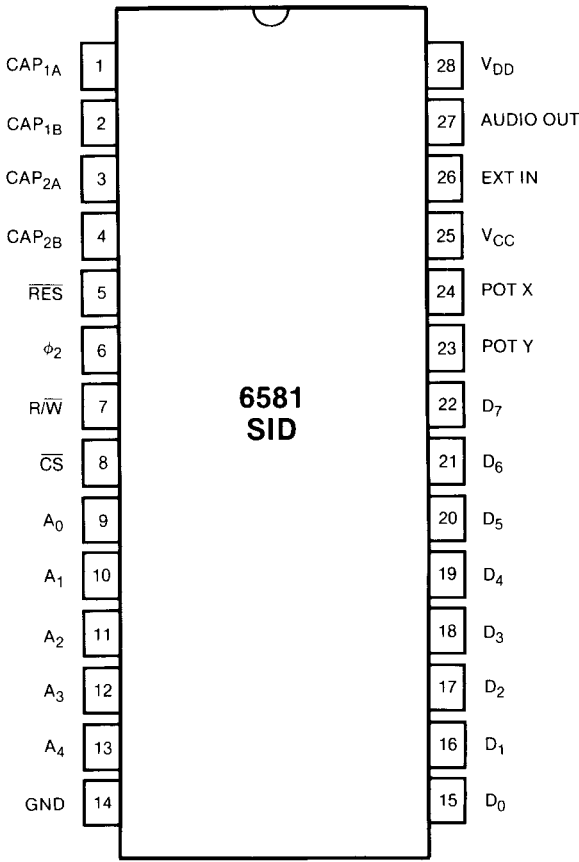 CAP1A 1 28 VDD
CAP1B 2 27 AUDIO OUT
CAP2A 3 26 EXT IN
CAP2B 4 25 VCC
R̅E̅S̅ 5 24 POT X
ϕ2 6 23 POT Y
R/W̅ 7 22 D7
C̅S̅ 8 21 D6
A0 9 20 D5
A1 10 19 D4
A2 11 18 D3
A3 12 17 D2
A4 13 16 D1
GND 14 15 D0
6581
SID